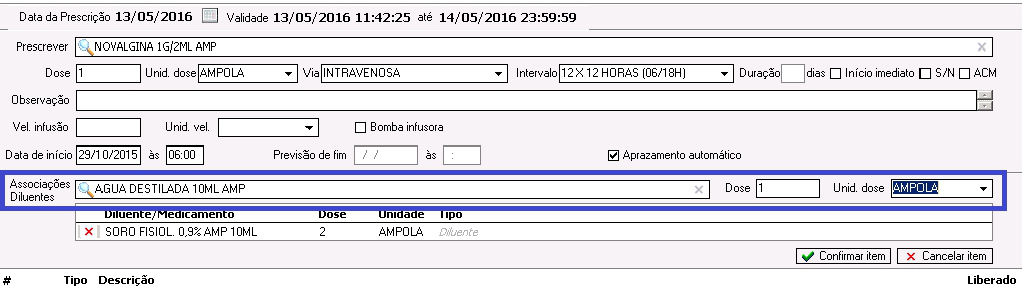 Data da Prescrição 13/05/2016 Validade 13/05/2016 11:42:25 até 14/05/2016 23:59:59
Prescrever NOVALGINA 1G/2ML AMP
Dose 1 Unid. dose AMPOLA Via INTRAVENOSA Intervalo 12 X 12 HORAS (06/18H) Duração dias Início imediato S/N ACM
Observação
Vel. infusão Unid. vel. Bomba infusora
Data de início 29/10/2015 às 06:00 Previsão de fim / / às : Aprazamento automático
Associações Diluentes AGUA DESTILADA 10ML AMP Dose 1 Unid. dose AMPOLA
Diluente/Medicamento Dose Unidade Tipo
SORO FISIOL. 0,9% AMP 10ML 2 AMPOLA Diluente
Confirmar item Cancelar item
# Tipo Descrição Liberado